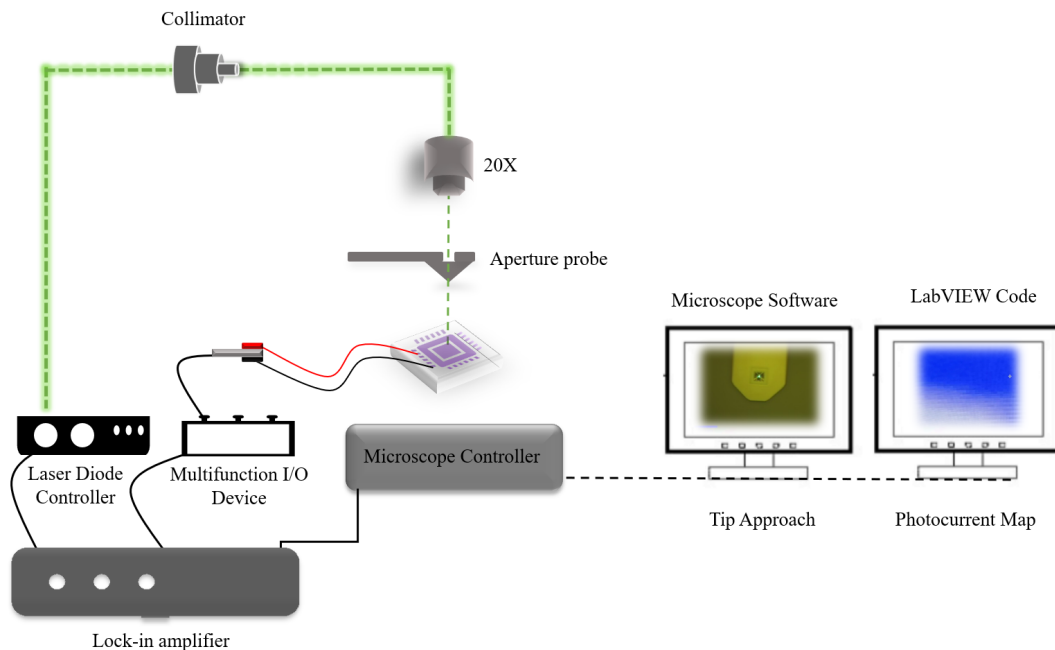 Collimator
20X
Aperture probe
Microscope Software
LabVIEW Code
Laser Diode
Controller
Multifunction I/O
Device
Microscope Controller
Tip Approach
Photocurrent Map
Lock-in amplifier